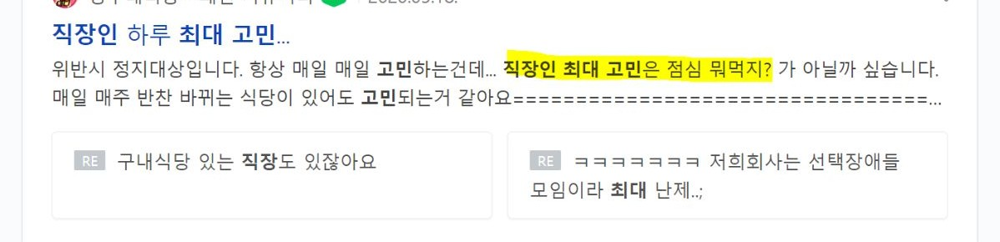 직장인 하루 최대 고민...
위반시 정지대상입니다. 항상 매일 매일 고민하는건데... 직장인 최대 고민은 점심 뭐먹지? 가 아닐까 싶습니다.
매일 매주 반찬 바뀌는 식당이 있어도 고민되는거 같아요=================================...
RE 구내식당 있는 직장도 있잖아요
RE ㅋㅋㅋㅋㅋㅋㅋ 저희회사는 선택장애들
모임이라 최대 난제..;